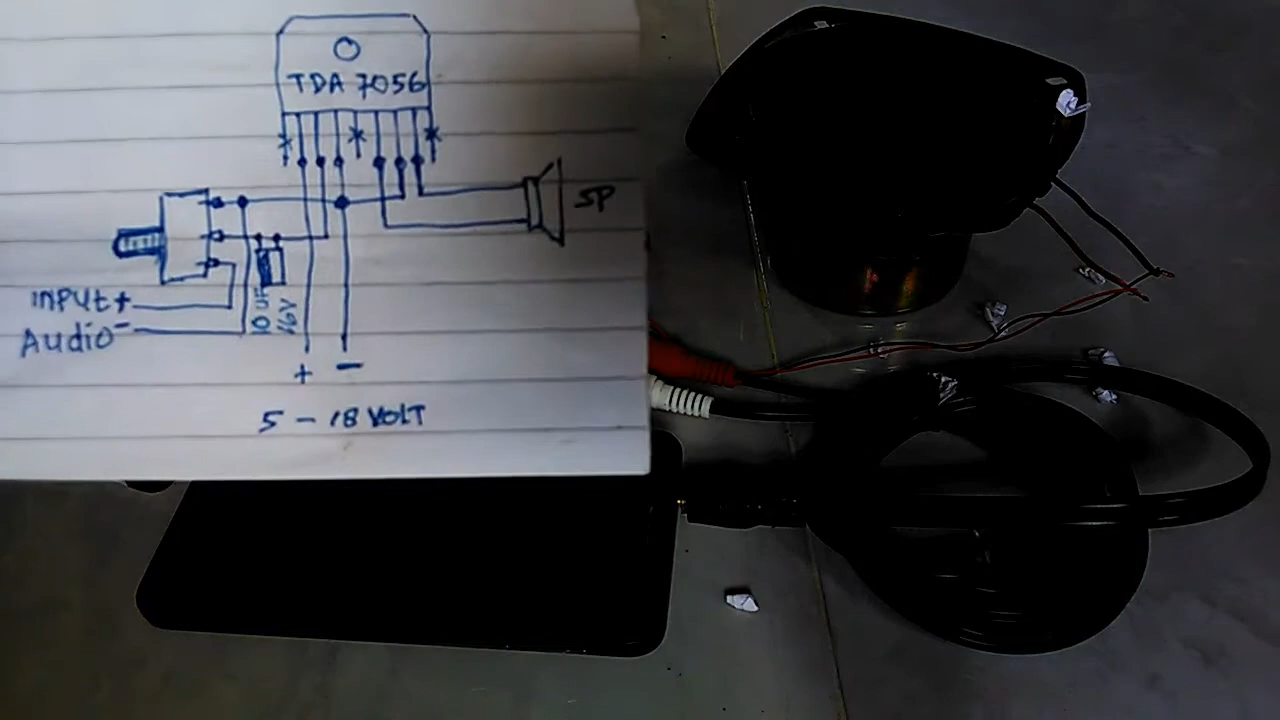 TDA 7056
SP
INPUT+
Audio-
10 UF
16V
+ -
5 - 18 VOLT